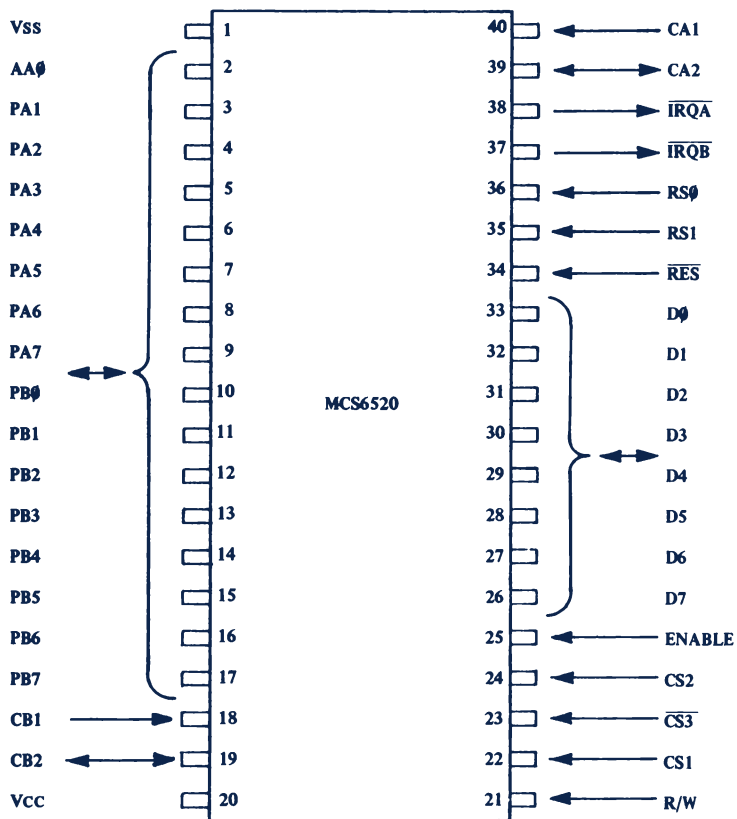 VSS 1 40 CA1
AAØ 2 39 CA2
PA1 3 38 IRQA
PA2 4 37 IRQB
PA3 5 36 RSØ
PA4 6 35 RS1
PA5 7 34 RES
PA6 8 33 DØ
PA7 9 32 D1
PBØ 10 31 D2
MCS6520
PB1 11 30 D3
PB2 12 29 D4
PB3 13 28 D5
PB4 14 27 D6
PB5 15 26 D7
PB6 16 25 ENABLE
PB7 17 24 CS2
CB1 18 23 CS3
CB2 19 22 CS1
VCC 20 21 R/W